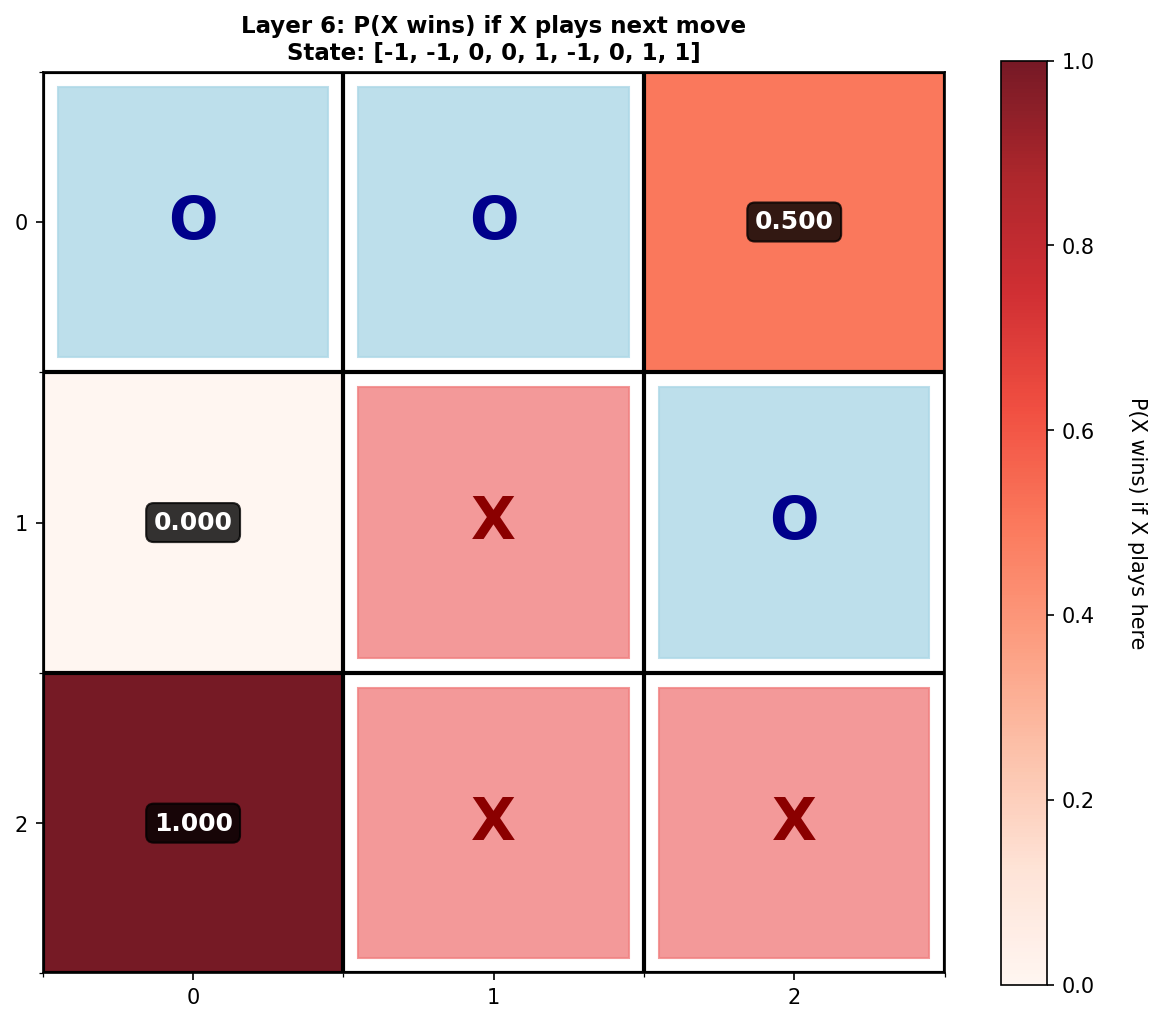 Layer 6: P(X wins) if X plays next move
State: [-1, -1, 0, 0, 1, -1, 0, 1, 1]
0
O
O
0.500
1
0.000
X
O
2
1.000
X
X
0
1
2
1.0
0.8
0.6
0.4
0.2
0.0
P(X wins) if X plays here